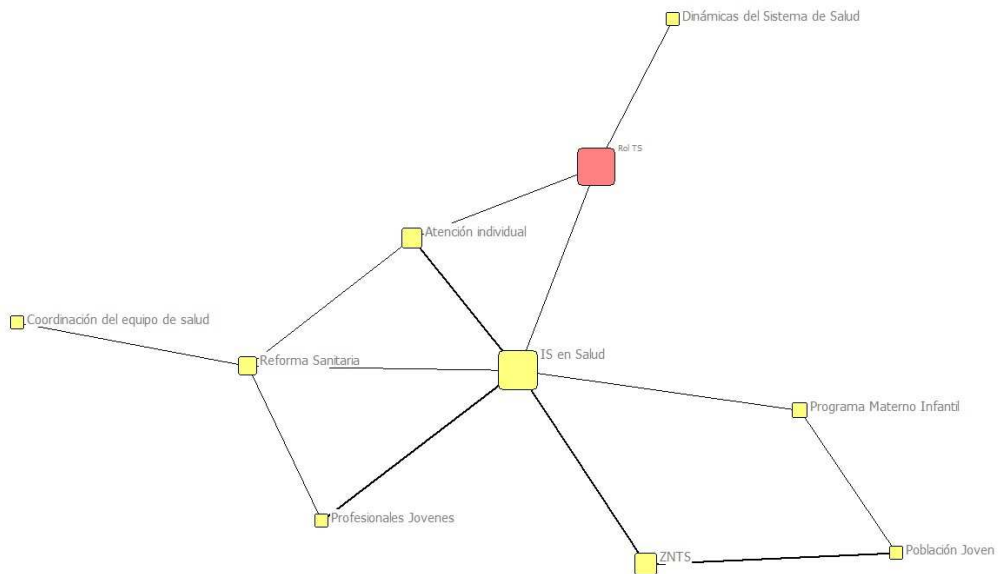 Dinámicas del Sistema de Salud
Rol TS
Atención individual
Coordinación del equipo de salud
IS en Salud
Reforma Sanitaria
Programa Materno Infantil
Profesionales Jovenes
Población Joven
ZNTS